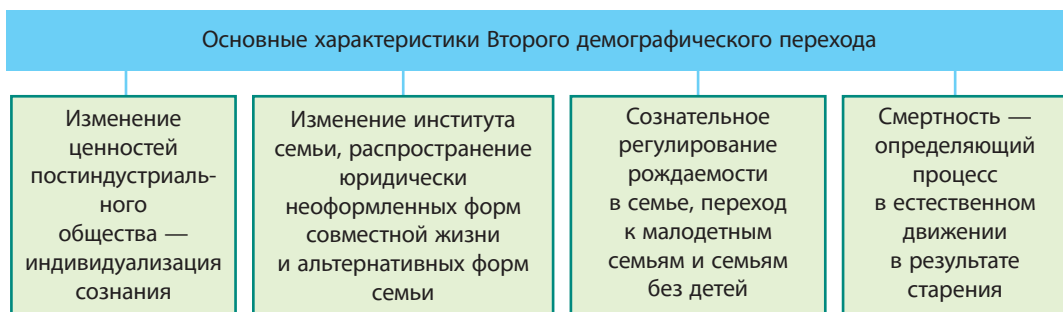 Основные характеристики Второго демографического перехода
Изменение
ценностей
постиндустриаль-
ного
общества —
индивидуализация
сознания
Изменение института
семьи, распространение
юридически
неоформленных форм
совместной жизни
и альтернативных форм
семьи
Сознательное
регулирование
рождаемости
в семье, переход
к малодетным
семьям и семьям
без детей
Смертность —
определяющий
процесс
в естественном
движении
в результате
старения